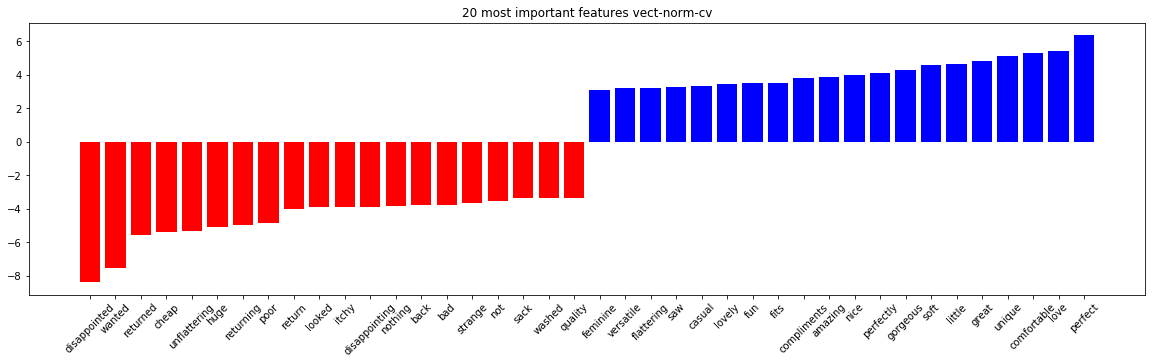 20 most important features vect-norm-cv
6
4
2
0
−2
−4
−6
−8
disappointed
wanted
returned
cheap
unflattering
huge
returning
poor
return
looked
itchy
disappointing
nothing
back
bad
strange
not
sack
washed
quality
feminine
versatile
flattering
saw
casual
lovely
fun
fits
compliments
amazing
nice
perfectly
gorgeous
soft
little
great
unique
comfortable
love
perfect